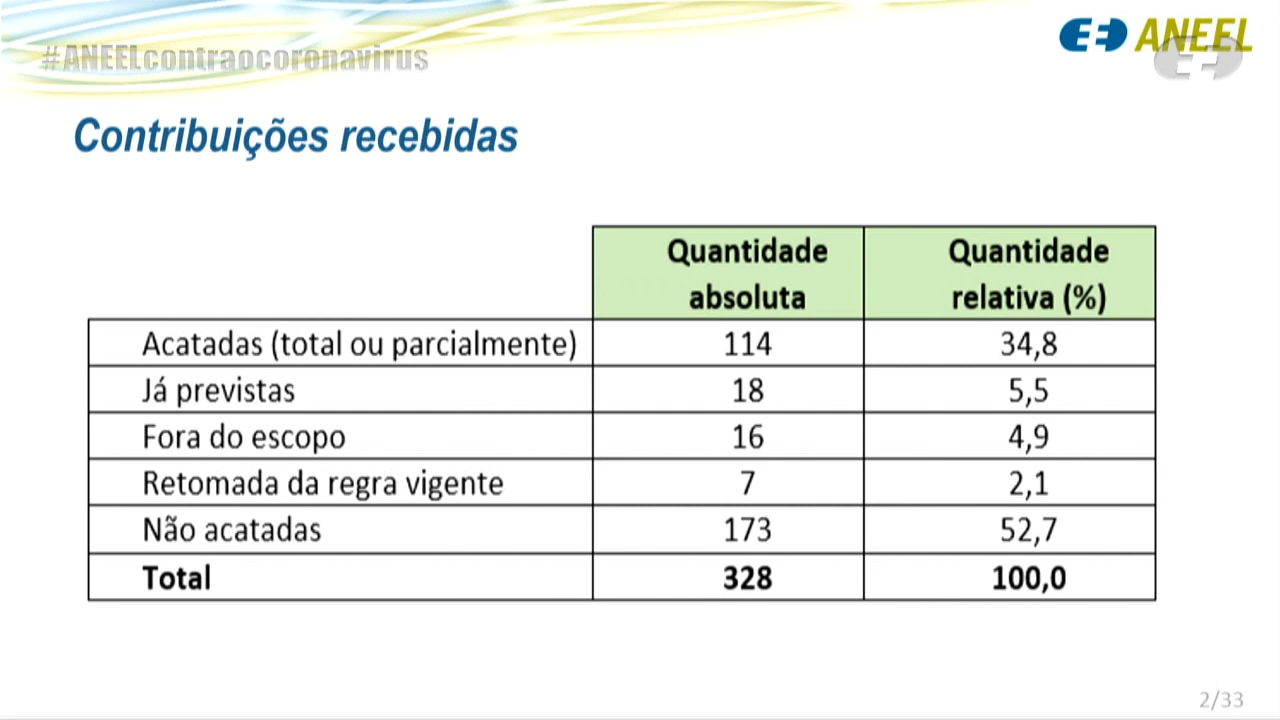 #ANEELcontraocoronavirus
ANEEL
Contribuições recebidas
Quantidade absoluta
Quantidade relativa (%)
Acatadas (total ou parcialmente) 114 34,8
Já previstas 18 5,5
Fora do escopo 16 4,9
Retomada da regra vigente 7 2,1
Não acatadas 173 52,7
Total 328 100,0
2/33